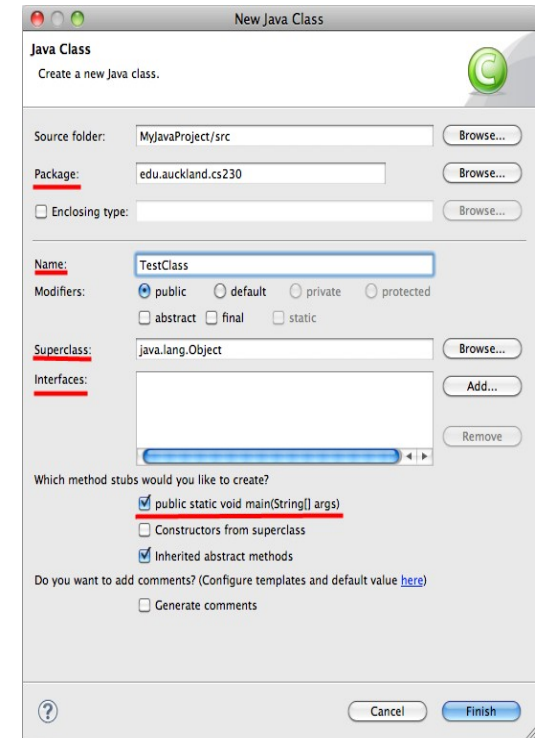 New Java Class
Java Class
Create a new Java class.
C
Source folder: MyJavaProject/src Browse...
Package: edu.auckland.cs230 Browse...
Enclosing type: Browse...
Name: TestClass
Modifiers: public default private protected
abstract final static
Superclass: java.lang.Object Browse...
Interfaces: Add...
Remove
Which method stubs would you like to create?
public static void main(String[] args)
Constructors from superclass
Inherited abstract methods
Do you want to add comments? (Configure templates and default value here)
Generate comments
? Cancel Finish